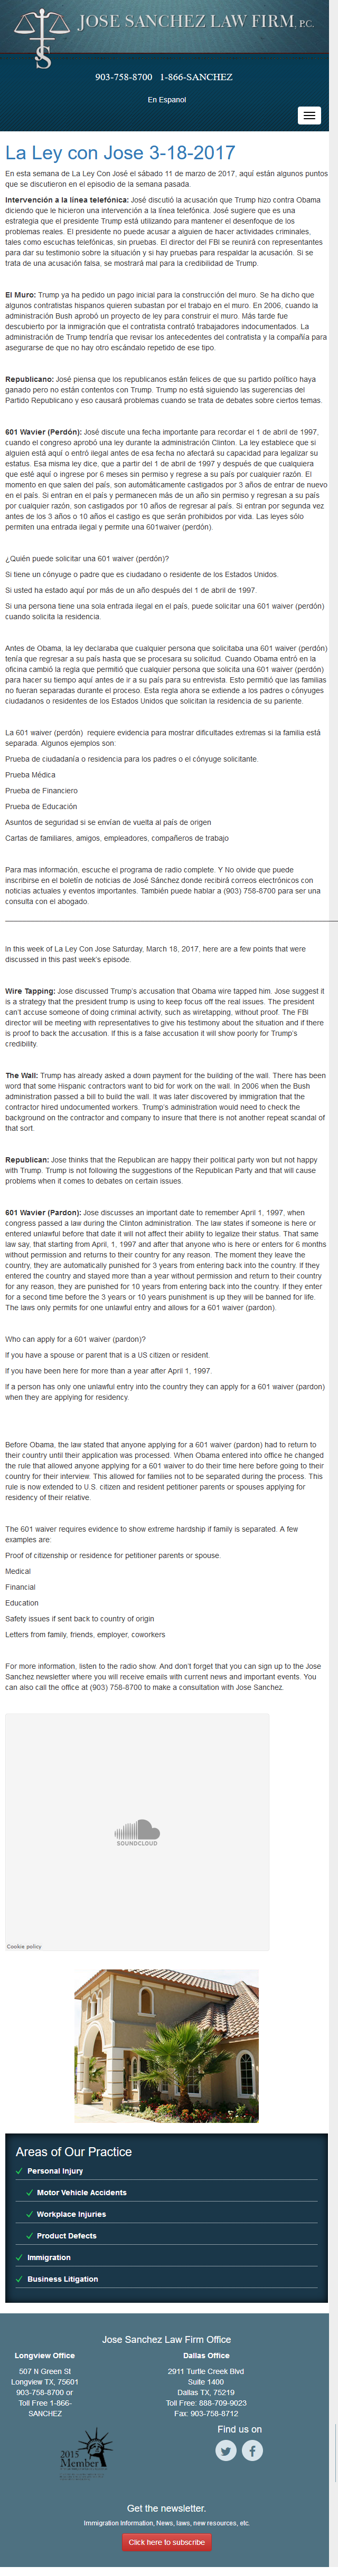 JOSE SANCHEZ LAW FIRM, P.C.
JS
903-758-8700 1-866-SANCHEZ
En Espanol
La Ley con Jose 3-18-2017
En esta semana de La Ley Con José el sábado 11 de marzo de 2017, aquí están algunos puntos
que se discutieron en el episodio de la semana pasada.
Intervención a la línea telefónica: José discutió la acusación que Trump hizo contra Obama
diciendo que le hicieron una intervención a la línea telefónica. José sugiere que es una
estrategia que el presidente Trump está utilizando para mantener el desenfoque de los
problemas reales. El presidente no puede acusar a alguien de hacer actividades criminales,
tales como escuchas telefónicas, sin pruebas. El director del FBI se reunirá con representantes
para dar su testimonio sobre la situación y si hay pruebas para respaldar la acusación. Si se
trata de una acusación falsa, se mostrará mal para la credibilidad de Trump.
El Muro: Trump ya ha pedido un pago inicial para la construcción del muro. Se ha dicho que
algunos contratistas hispanos quieren subastan por el trabajo en el muro. En 2006, cuando la
administración Bush aprobó un proyecto de ley para construir el muro. Más tarde fue
descubierto por la inmigración que el contratista contrató trabajadores indocumentados. La
administración de Trump tendría que revisar los antecedentes del contratista y la compañía para
asegurarse de que no hay otro escándalo repetido de ese tipo.
Republicano: José piensa que los republicanos están felices de que su partido político haya
ganado pero no están contentos con Trump. Trump no está siguiendo las sugerencias del
Partido Republicano y eso causará problemas cuando se trata de debates sobre ciertos temas.
601 Wavier (Perdón): José discute una fecha importante para recordar el 1 de abril de 1997,
cuando el congreso aprobó una ley durante la administración Clinton. La ley establece que si
alguien está aquí o entró ilegal antes de esa fecha no afectará su capacidad para legalizar su
estatus. Esa misma ley dice, que a partir del 1 de abril de 1997 y después de que cualquiera
que esté aquí o ingrese por 6 meses sin permiso y regrese a su país por cualquier razón. El
momento en que salen del país, son automáticamente castigados por 3 años de entrar de nuevo
en el país. Si entran en el país y permanecen más de un año sin permiso y regresan a su país
por cualquier razón, son castigados por 10 años de regresar al país. Si entran por segunda vez
antes de los 3 años o 10 años el castigo es que serán prohibidos por vida. Las leyes sólo
permiten una entrada ilegal y permite una 601waiver (perdón).
¿Quién puede solicitar una 601 waiver (perdón)?
Si tiene un cónyuge o padre que es ciudadano o residente de los Estados Unidos.
Si usted ha estado aquí por más de un año después del 1 de abril de 1997.
Si una persona tiene una sola entrada ilegal en el país, puede solicitar una 601 waiver (perdón)
cuando solicita la residencia.
Antes de Obama, la ley declaraba que cualquier persona que solicitaba una 601 waiver (perdón)
tenía que regresar a su país hasta que se procesara su solicitud. Cuando Obama entró en la
oficina cambió la regla que permitió que cualquier persona que solicita una 601 waiver (perdón)
para hacer su tiempo aquí antes de ir a su país para su entrevista. Esto permitió que las familias
no fueran separadas durante el proceso. Esta regla ahora se extiende a los padres o cónyuges
ciudadanos o residentes de los Estados Unidos que solicitan la residencia de su pariente.
La 601 waiver (perdón) requiere evidencia para mostrar dificultades extremas si la familia está
separada. Algunos ejemplos son:
Prueba de ciudadanía o residencia para los padres o el cónyuge solicitante.
Prueba Médica
Prueba de Financiero
Prueba de Educación
Asuntos de seguridad si se envían de vuelta al país de origen
Cartas de familiares, amigos, empleadores, compañeros de trabajo
Para mas información, escuche el programa de radio complete. Y No olvide que puede
inscribirse en el boletín de noticias de José Sánchez donde recibirá correos electrónicos con
noticias actuales y eventos importantes. También puede hablar a (903) 758-8700 para ser una
consulta con el abogado.
In this week of La Ley Con Jose Saturday, March 18, 2017, here are a few points that were
discussed in this past week's episode.
Wire Tapping: Jose discussed Trump's accusation that Obama wire tapped him. Jose suggest it
is a strategy that the president trump is using to keep focus off the real issues. The president
can't accuse someone of doing criminal activity, such as wiretapping, without proof. The FBI
director will be meeting with representatives to give his testimony about the situation and if there
is proof to back the accusation. If this is a false accusation it will show poorly for Trump's
credibility.
The Wall: Trump has already asked a down payment for the building of the wall. There has been
word that some Hispanic contractors want to bid for work on the wall. In 2006 when the Bush
administration passed a bill to build the wall. It was later discovered by immigration that the
contractor hired undocumented workers. Trump's administration would need to check the
background on the contractor and company to insure that there is not another repeat scandal of
that sort.
Republican: Jose thinks that the Republican are happy their political party won but not happy
with Trump. Trump is not following the suggestions of the Republican Party and that will cause
problems when it comes to debates on certain issues.
601 Wavier (Pardon): Jose discusses an important date to remember April 1, 1997, when
congress passed a law during the Clinton administration. The law states if someone is here or
entered unlawful before that date it will not affect their ability to legalize their status. That same
law say, that starting from April, 1, 1997 and after that anyone who is here or enters for 6 months
without permission and returns to their country for any reason. The moment they leave the
country, they are automatically punished for 3 years from entering back into the country. If they
entered the country and stayed more than a year without permission and return to their country
for any reason, they are punished for 10 years from entering back into the country. If they enter
for a second time before the 3 years or 10 years punishment is up they will be banned for life.
The laws only permits for one unlawful entry and allows for a 601 waiver (pardon).
Who can apply for a 601 waiver (pardon)?
If you have a spouse or parent that is a US citizen or resident.
If you have been here for more than a year after April 1, 1997.
If a person has only one unlawful entry into the country they can apply for a 601 waiver (pardon)
when they are applying for residency.
Before Obama, the law stated that anyone applying for a 601 waiver (pardon) had to return to
their country until their application was processed. When Obama entered into office he changed
the rule that allowed anyone applying for a 601 waiver to do their time here before going to their
country for their interview. This allowed for families not to be separated during the process. This
rule is now extended to U.S. citizen and resident petitioner parents or spouses applying for
residency of their relative.
The 601 waiver requires evidence to show extreme hardship if family is separated. A few
examples are:
Proof of citizenship or residence for petitioner parents or spouse.
Medical
Financial
Education
Safety issues if sent back to country of origin
Letters from family, friends, employer, coworkers
For more information, listen to the radio show. And don't forget that you can sign up to the Jose
Sanchez newsletter where you will receive emails with current news and important events. You
can also call the office at (903) 758-8700 to make a consultation with Jose Sanchez.
SOUNDCLOUD
Cookie policy
Areas of Our Practice
Personal Injury
Motor Vehicle Accidents
Workplace Injuries
Product Defects
Immigration
Business Litigation
Jose Sanchez Law Firm Office
Longview Office
507 N Green St
Longview TX, 75601
903-758-8700 or
Toll Free 1-866-
SANCHEZ
Dallas Office
2911 Turtle Creek Blvd
Suite 1400
Dallas TX, 75219
Toll Free: 888-709-9023
Fax: 903-758-8712
2015
Member
Find us on
Get the newsletter.
Immigration Information, News, laws, new resources, etc.
Click here to subscribe